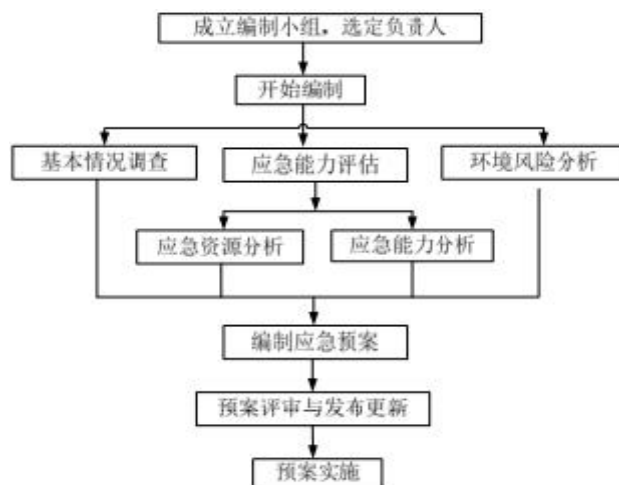 成立编制小组，选定负责人
开始编制
基本情况调查
应急能力评估
环境风险分析
应急资源分析
应急能力分析
编制应急预案
预案评审与发布更新
预案实施